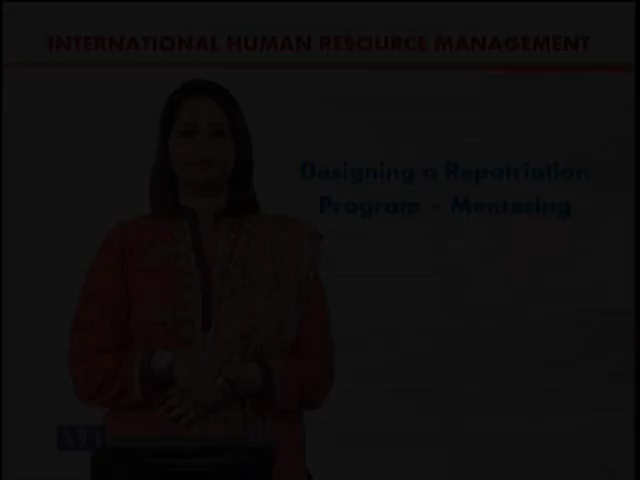 INTERNATIONAL HUMAN RESOURCE MANAGEMENT
Designing a Repatriation
Program – Mentoring